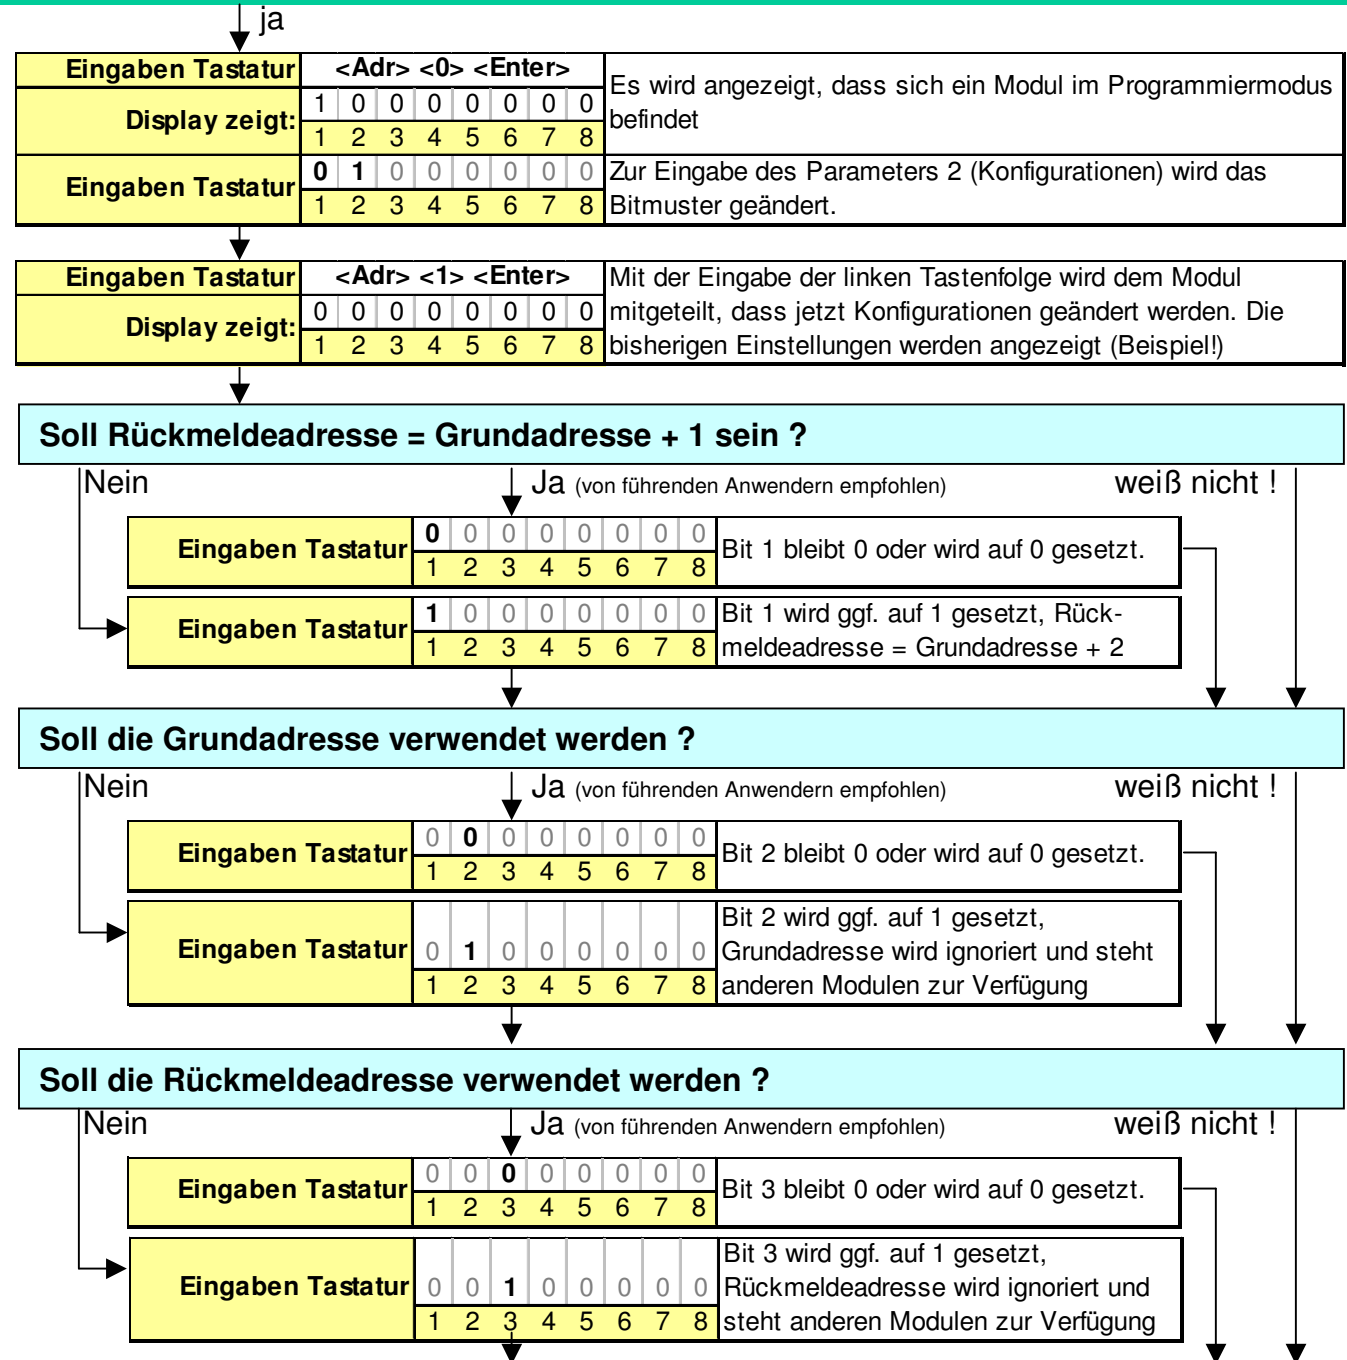 ja
Eingaben Tastatur <Adr> <0> <Enter>
Es wird angezeigt, dass sich ein Modul im Programmiermodus
befindet
Display zeigt: 1 0 0 0 0 0 0 0
1 2 3 4 5 6 7 8
Eingaben Tastatur 0 1 0 0 0 0 0 0
1 2 3 4 5 6 7 8
Zur Eingabe des Parameters 2 (Konfigurationen) wird das
Bitmuster geändert.
Eingaben Tastatur <Adr> <1> <Enter>
Display zeigt: 0 0 0 0 0 0 0 0
1 2 3 4 5 6 7 8
Mit der Eingabe der linken Tastenfolge wird dem Modul
mitgeteilt, dass jetzt Konfigurationen geändert werden. Die
bisherigen Einstellungen werden angezeigt (Beispiel!)
Soll Rückmeldeadresse = Grundadresse + 1 sein ?
Nein Ja (von führenden Anwendern empfohlen) weiß nicht !
Eingaben Tastatur 0 0 0 0 0 0 0 0
1 2 3 4 5 6 7 8
Bit 1 bleibt 0 oder wird auf 0 gesetzt.
Eingaben Tastatur 1 0 0 0 0 0 0 0
1 2 3 4 5 6 7 8
Bit 1 wird ggf. auf 1 gesetzt, Rück-
meldeadresse = Grundadresse + 2
Soll die Grundadresse verwendet werden ?
Nein Ja (von führenden Anwendern empfohlen) weiß nicht !
Eingaben Tastatur 0 0 0 0 0 0 0 0
1 2 3 4 5 6 7 8
Bit 2 bleibt 0 oder wird auf 0 gesetzt.
Eingaben Tastatur 0 1 0 0 0 0 0 0
1 2 3 4 5 6 7 8
Bit 2 wird ggf. auf 1 gesetzt,
Grundadresse wird ignoriert und steht
anderen Modulen zur Verfügung
Soll die Rückmeldeadresse verwendet werden ?
Nein Ja (von führenden Anwendern empfohlen) weiß nicht !
Eingaben Tastatur 0 0 0 0 0 0 0 0
1 2 3 4 5 6 7 8
Bit 3 bleibt 0 oder wird auf 0 gesetzt.
Eingaben Tastatur 0 0 1 0 0 0 0 0
1 2 3 4 5 6 7 8
Bit 3 wird ggf. auf 1 gesetzt,
Rückmeldeadresse wird ignoriert und
steht anderen Modulen zur Verfügung